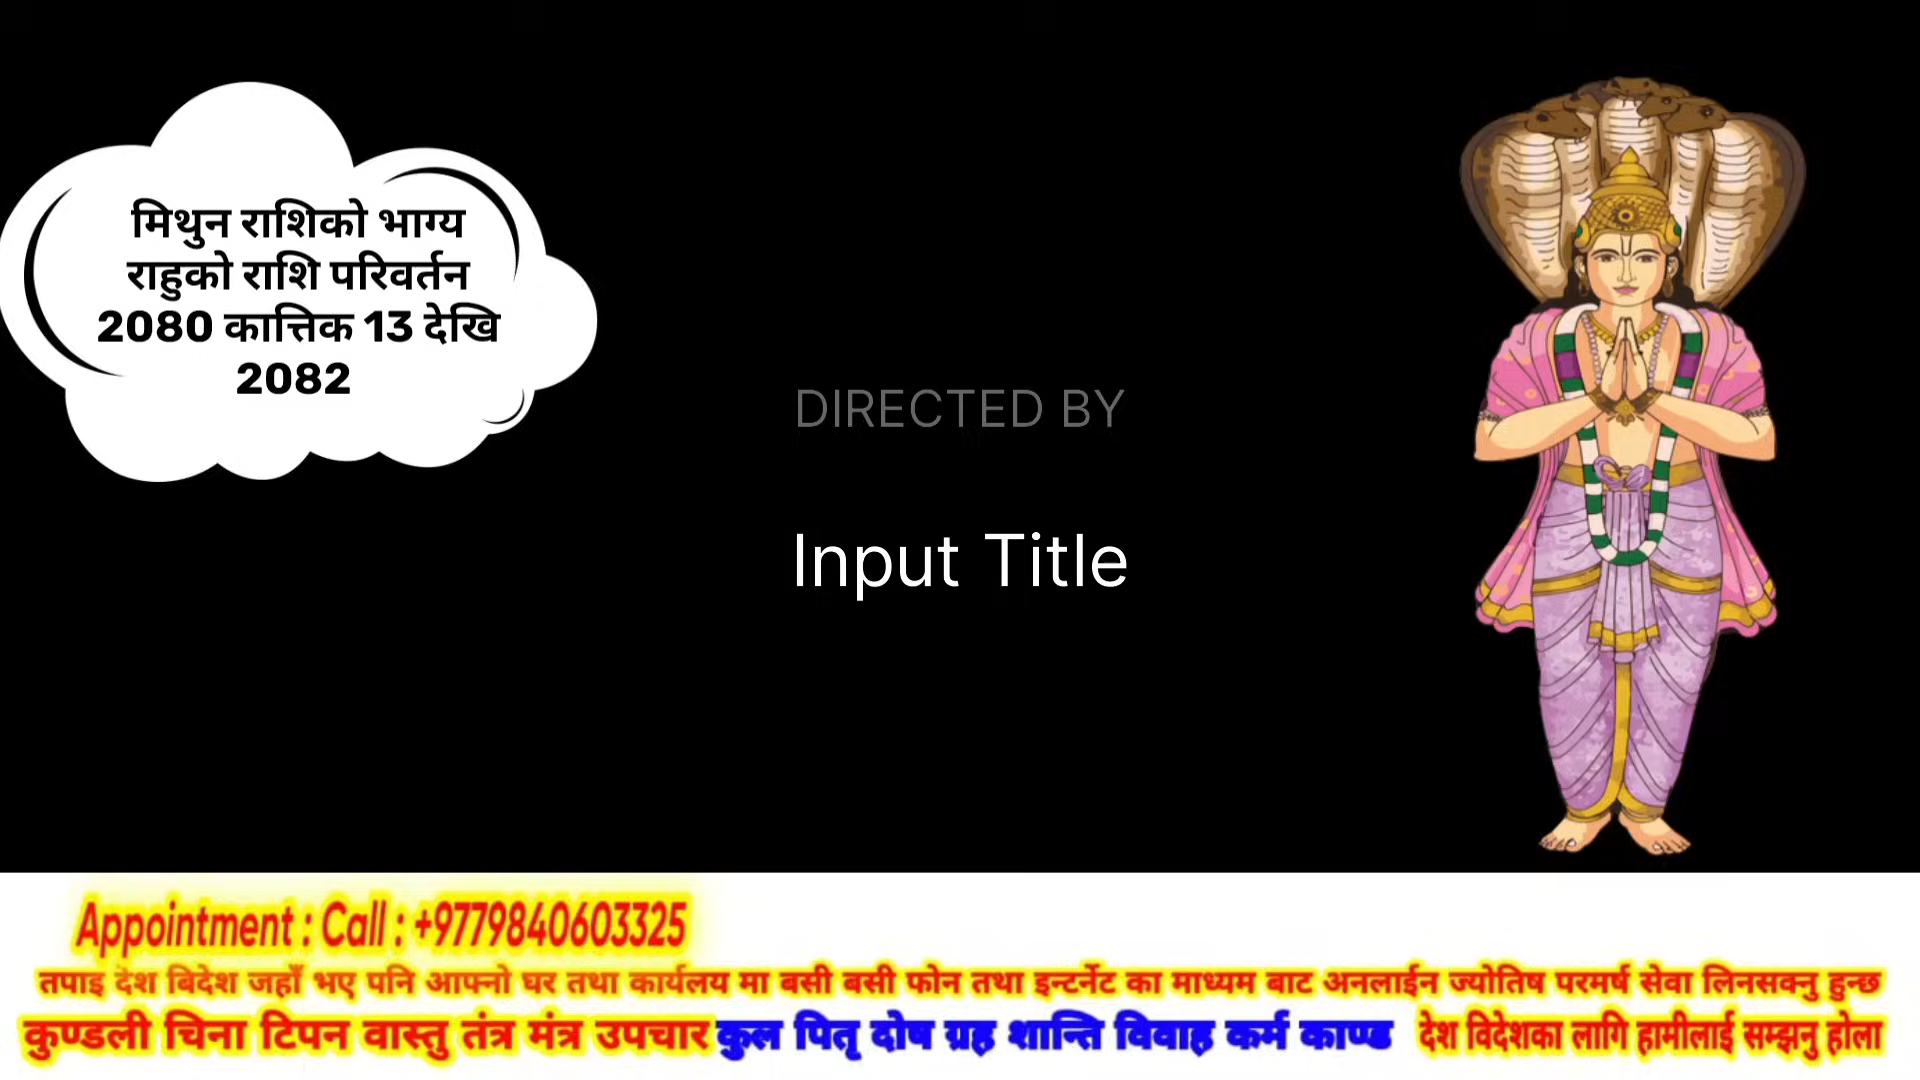 मिथुन राशिको भाग्य
राहुको राशि परिवर्तन
2080 कात्तिक 13 देखि
2082
DIRECTED BY
Input Title
Appointment : Call : +9779840603325
तपाइ देश बिदेश जहाँ भए पनि आफ्नो घर तथा कार्यलय मा बसी बसी फोन तथा इन्टर्नेट का माध्यम बाट अनलाईन ज्योतिष परमर्ष सेवा लिनसक्नु हुन्छ
कुण्डली चिना टिपन वास्तु तंत्र मंत्र उपचार कुल पितृ दोष ग्रह शान्ति विवाह कर्म काण्ड देश विदेशका लागि हामीलाई सम्झनु होला